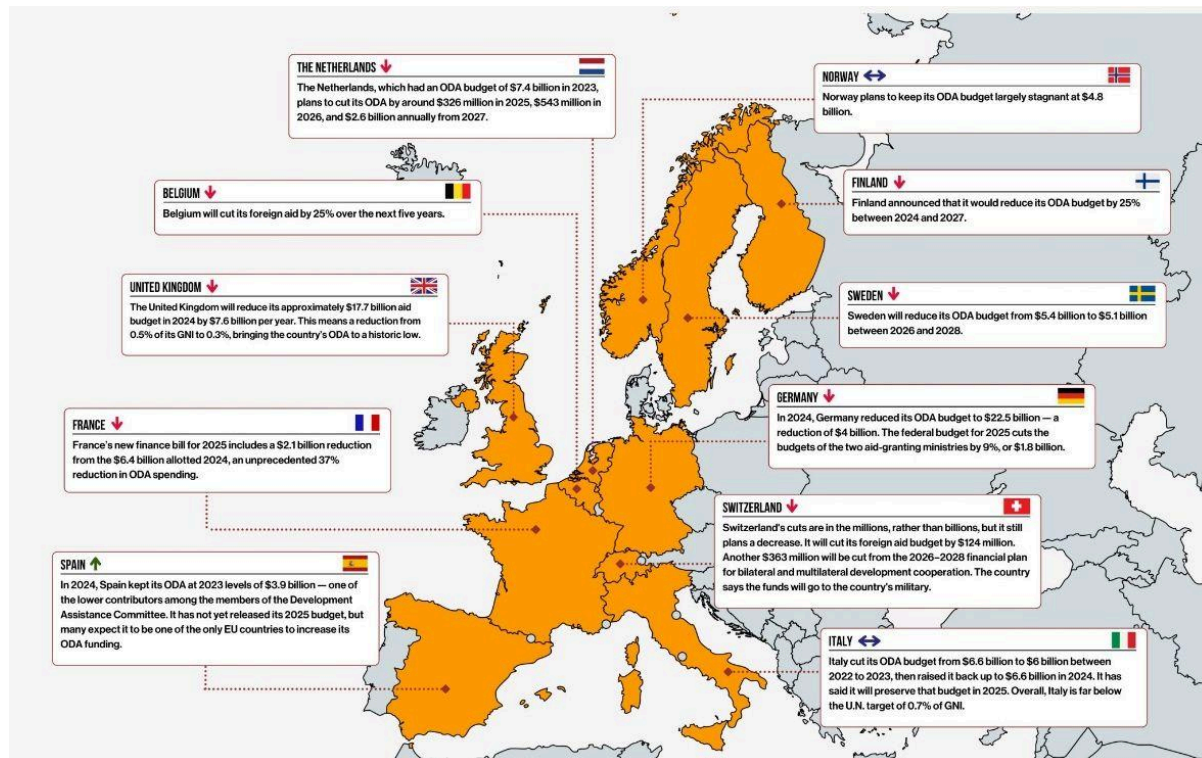 THE NETHERLANDS
The Netherlands, which had an ODA budget of $7.4 billion in 2023,
plans to cut its ODA by around $326 million in 2025, $543 million in
2026, and $2.6 billion annually from 2027.
NORWAY
Norway plans to keep its ODA budget largely stagnant at $4.8
billion.
BELGIUM
Belgium will cut its foreign aid by 25% over the next five years.
FINLAND
Finland announced that it would reduce its ODA budget by 25%
between 2024 and 2027.
UNITED KINGDOM
The United Kingdom will reduce its approximately $17.7 billion aid
budget in 2024 by $7.6 billion per year. This means a reduction from
0.5% of its GNI to 0.3%, bringing the country's ODA to a historic low.
SWEDEN
Sweden will reduce its ODA budget from $5.4 billion to $5.1 billion
between 2026 and 2028.
FRANCE
France's new finance bill for 2025 includes a $2.1 billion reduction
from the $6.4 billion allotted 2024, an unprecedented 37%
reduction in ODA spending.
GERMANY
In 2024, Germany reduced its ODA budget to $22.5 billion — a
reduction of $4 billion. The federal budget for 2025 cuts the
budgets of the two aid-granting ministries by 9%, or $1.8 billion.
SWITZERLAND
Switzerland's cuts are in the millions, rather than billions, but it still
plans a decrease. It will cut its foreign aid budget by $124 million.
Another $363 million will be cut from the 2026–2028 financial plan
for bilateral and multilateral development cooperation. The country
says the funds will go to the country's military.
SPAIN
In 2024, Spain kept its ODA at 2023 levels of $3.9 billion — one of
the lower contributors among the members of the Development
Assistance Committee. It has not yet released its 2025 budget, but
many expect it to be one of the only EU countries to increase its
ODA funding.
ITALY
Italy cut its ODA budget from $6.6 billion to $6 billion between
2022 to 2023, then raised it back up to $6.6 billion in 2024. It has
said it will preserve that budget in 2025. Overall, Italy is far below
the U.N. target of 0.7% of GNI.